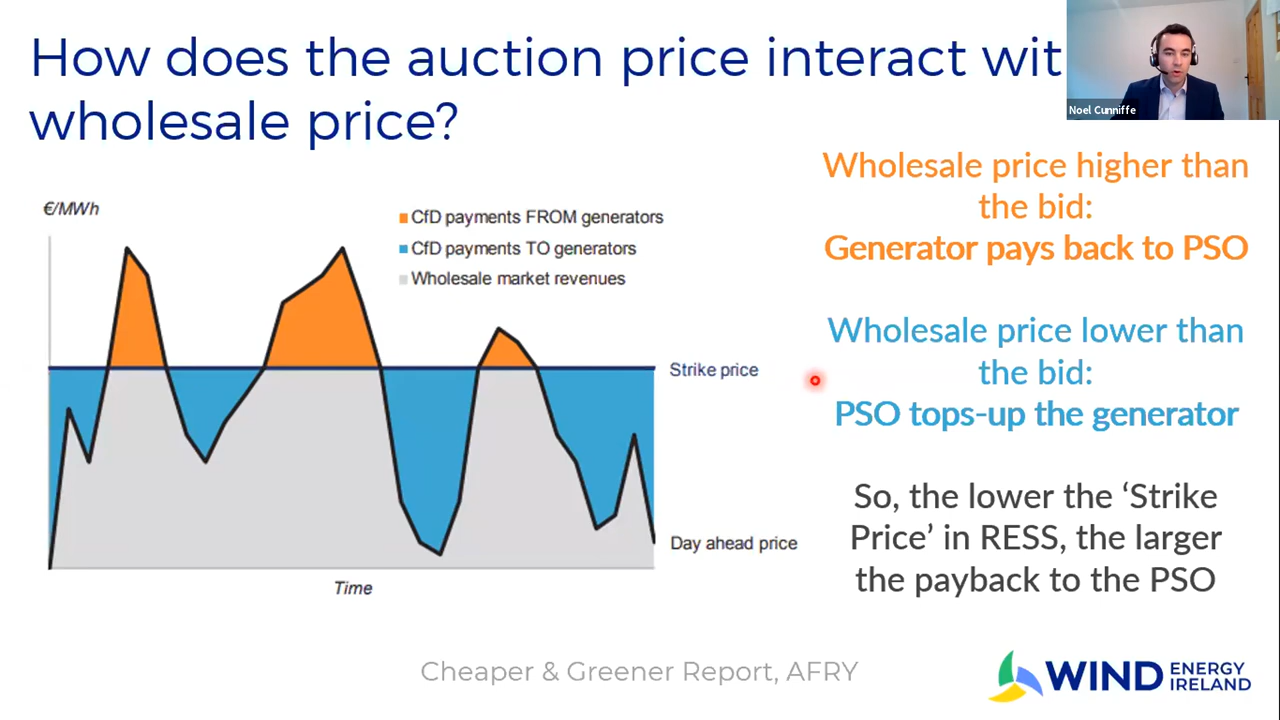 How does the auction price interact wit
wholesale price?
Noel Cunniffe
Wholesale price higher than
the bid:
Generator pays back to PSO
€/MWh
CfD payments FROM generators
CfD payments TO generators
Wholesale market revenues
Wholesale price lower than
the bid:
PSO tops-up the generator
Strike price
So, the lower the ‘Strike
Price’ in RESS, the larger
the payback to the PSO
Day ahead price
Time
Cheaper & Greener Report, AFRY
WIND ENERGY
IRELAND